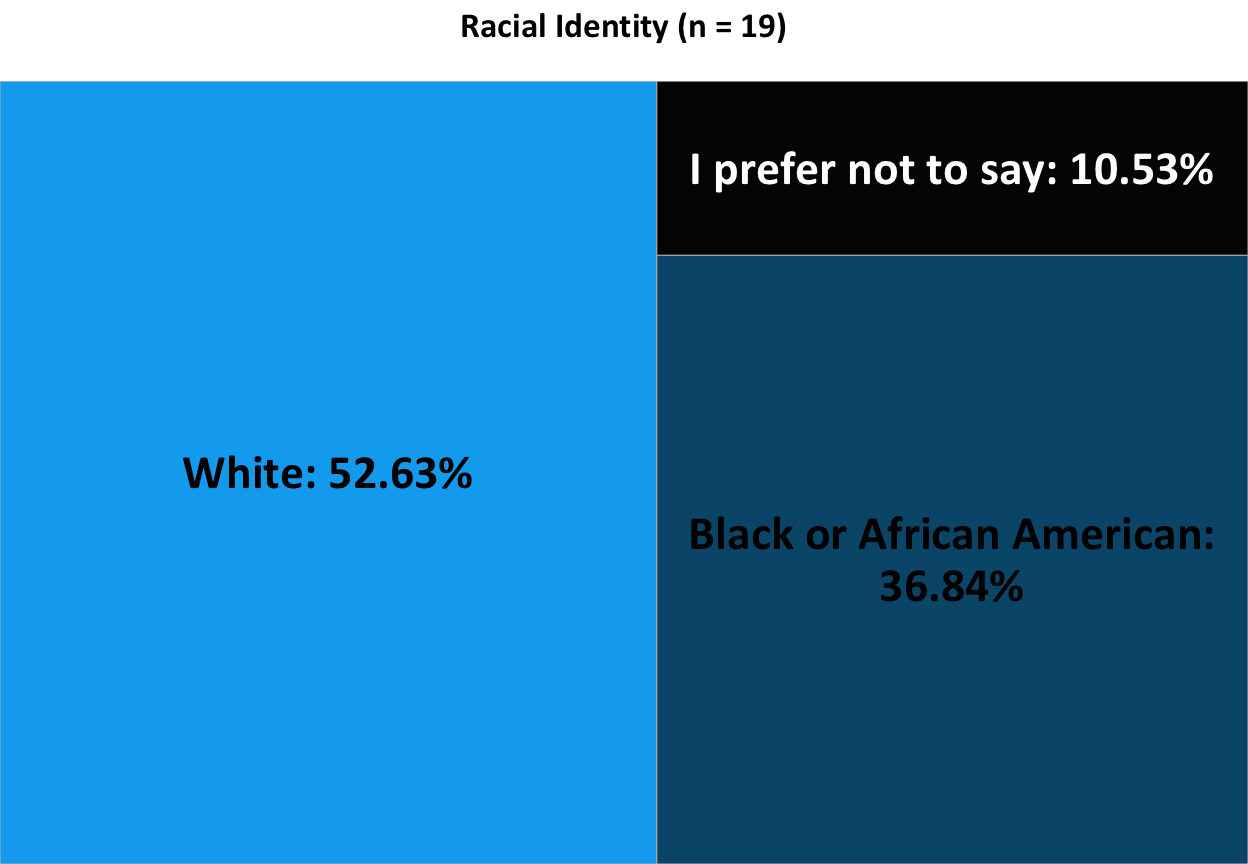 Racial Identity (n = 19)
I prefer not to say: 10.53%
White: 52.63%
Black or African American:
36.84%